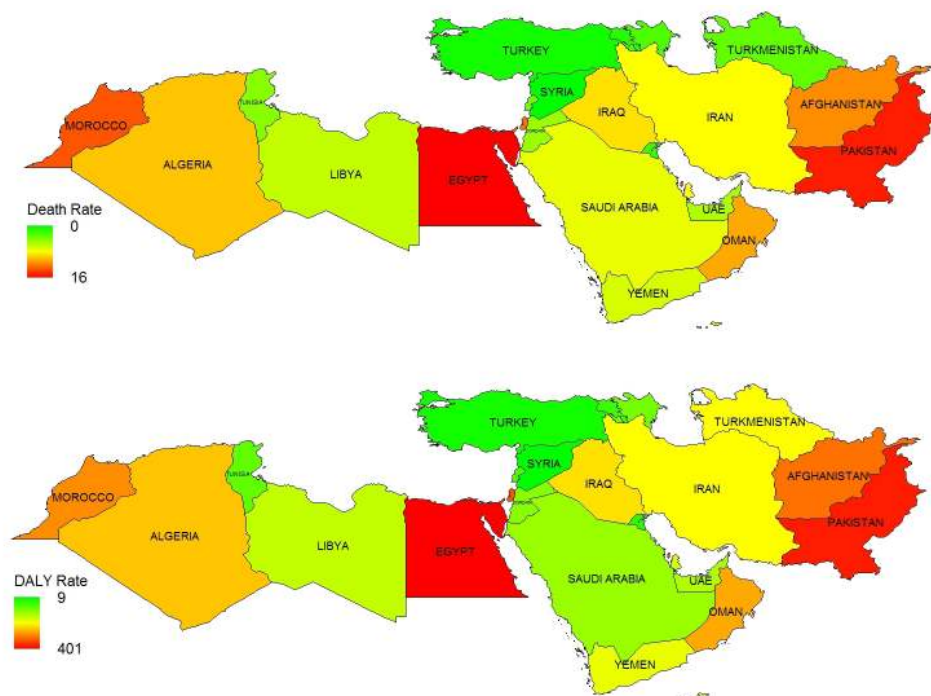 TURKEY
TURKMENISTAN
SYRIA
AFGHANISTAN
TUNISIA
IRAQ
IRAN
MOROCCO
PAKISTAN
ALGERIA
LIBYA
EGYPT
SAUDI ARABIA
UAE
Death Rate
0
OMAN
16
YEMEN
TURKEY
TURKMENISTAN
SYRIA
AFGHANISTAN
TUNISIA
IRAQ
IRAN
MOROCCO
PAKISTAN
ALGERIA
LIBYA
EGYPT
SAUDI ARABIA
UAE
DALY Rate
9
OMAN
401
YEMEN